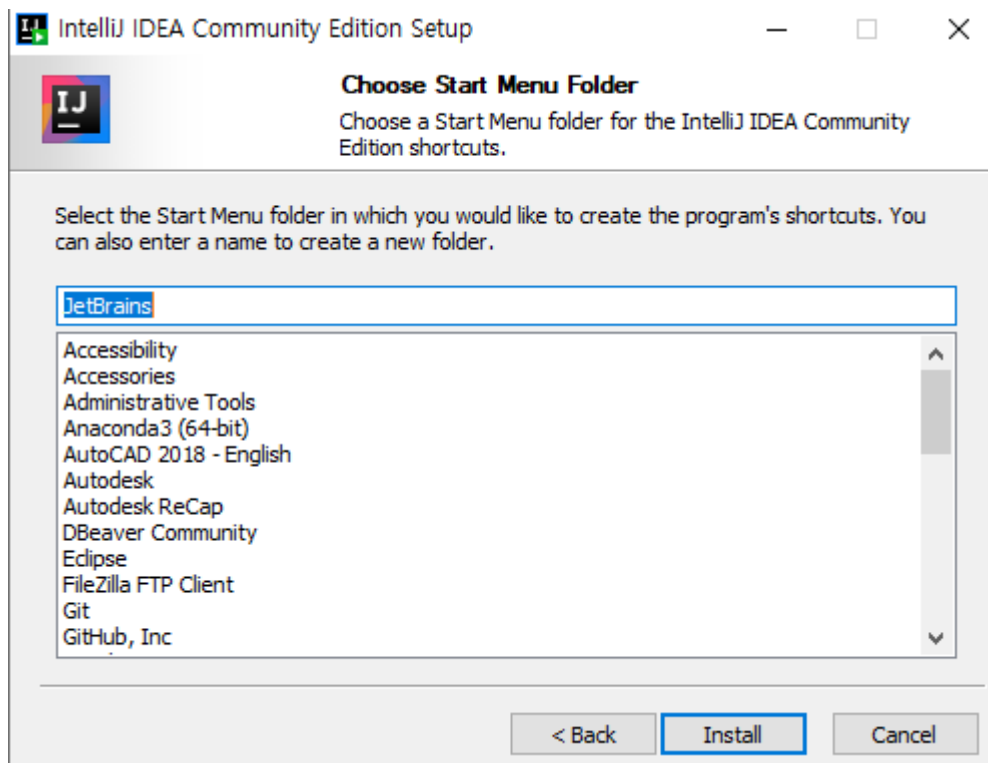 IntelliJ IDEA Community Edition Setup
IJ
Choose Start Menu Folder
Choose a Start Menu folder for the IntelliJ IDEA Community
Edition shortcuts.
Select the Start Menu folder in which you would like to create the program's shortcuts. You
can also enter a name to create a new folder.
JetBrains
Accessibility
Accessories
Administrative Tools
Anaconda3 (64-bit)
AutoCAD 2018 - English
Autodesk
Autodesk ReCap
DBeaver Community
Eclipse
FileZilla FTP Client
Git
GitHub, Inc
< Back
Install
Cancel